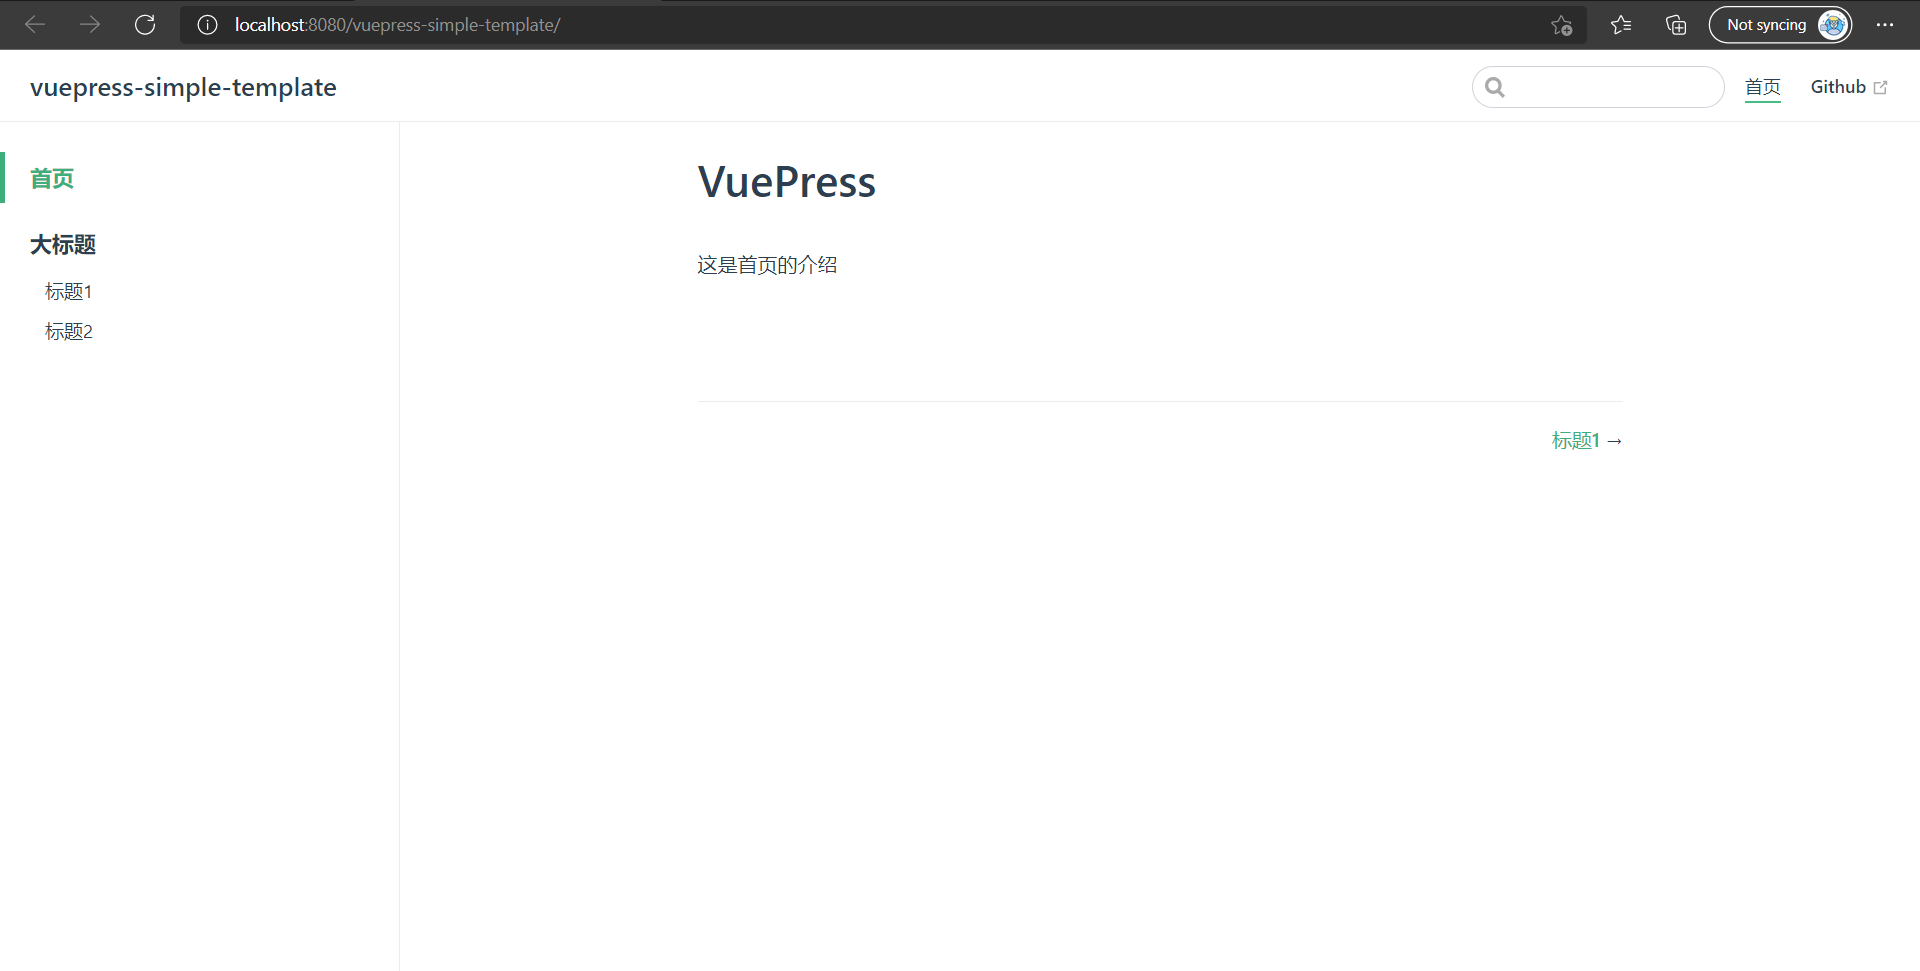 localhost:8080/vuepress-simple-template/
Not syncing
vuepress-simple-template
首页
Github
首页
大标题
标题1
标题2
VuePress
这是首页的介绍
标题1 →